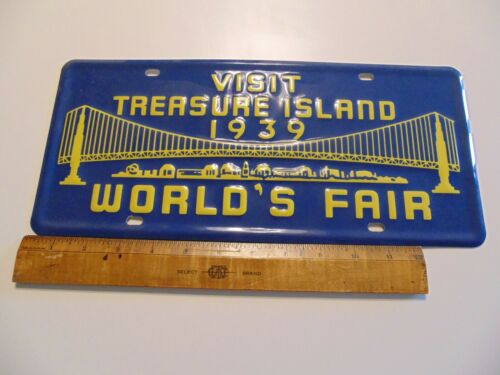 VISIT
TREASURE ISLAND
1939
WORLD'S FAIR
SELECT BRAND